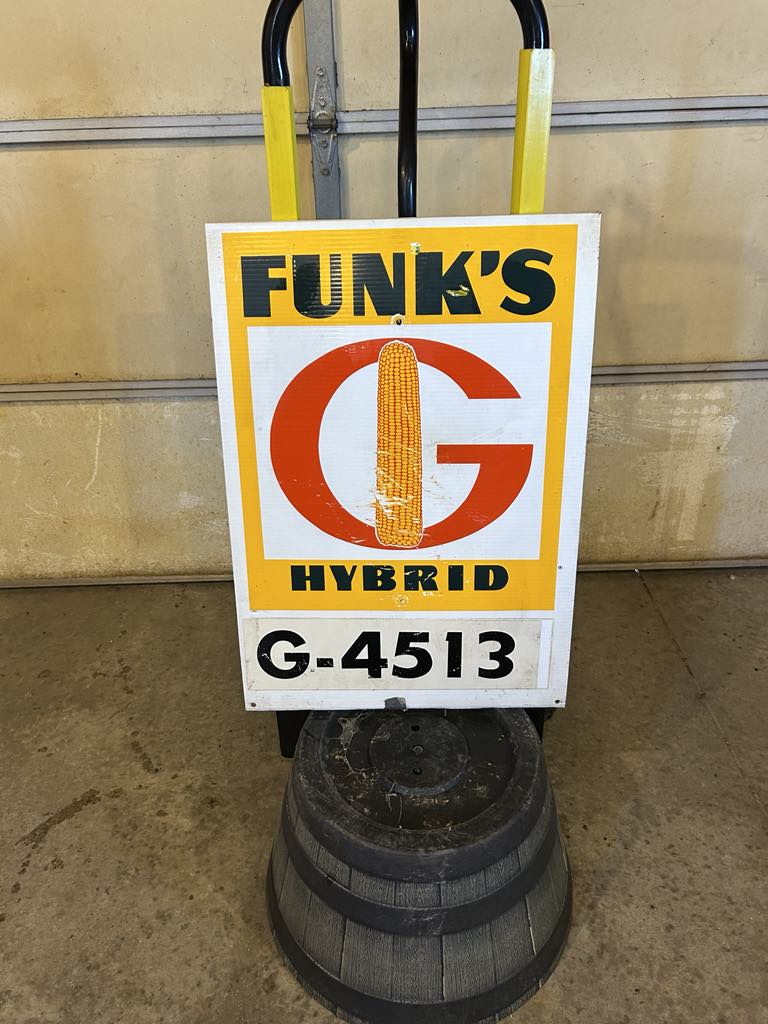 FUNK'S
G
HYBRID
G-4513